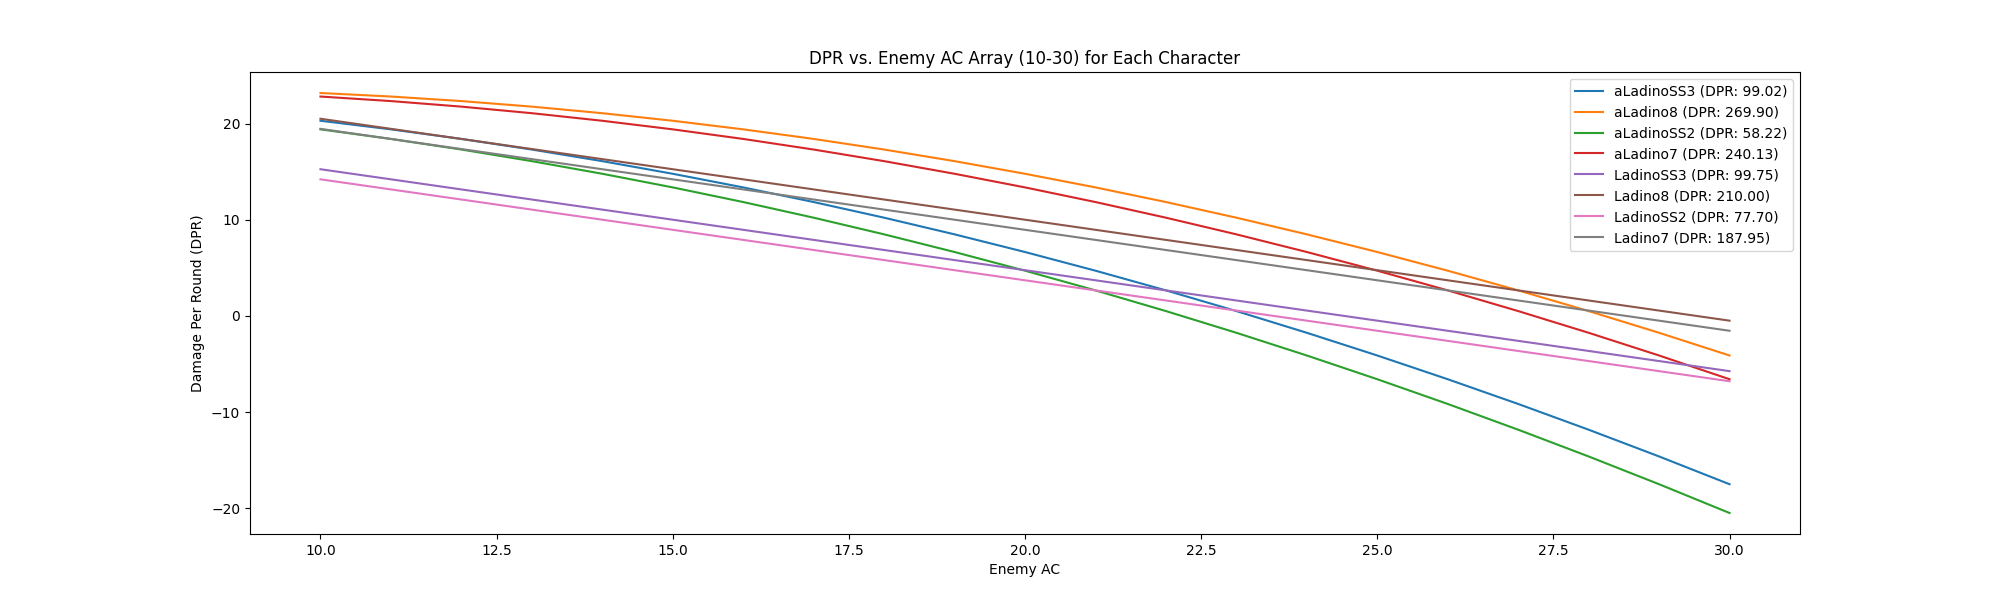 DPR vs. Enemy AC Array (10-30) for Each Character
aLadinoSS3 (DPR: 99.02)
aLadino8 (DPR: 269.90)
aLadinoSS2 (DPR: 58.22)
aLadino7 (DPR: 240.13)
LadinoSS3 (DPR: 99.75)
Ladino8 (DPR: 210.00)
LadinoSS2 (DPR: 77.70)
Ladino7 (DPR: 187.95)
Damage Per Round (DPR)
20
10
0
−10
−20
10.0 12.5 15.0 17.5 20.0 22.5 25.0 27.5 30.0
Enemy AC